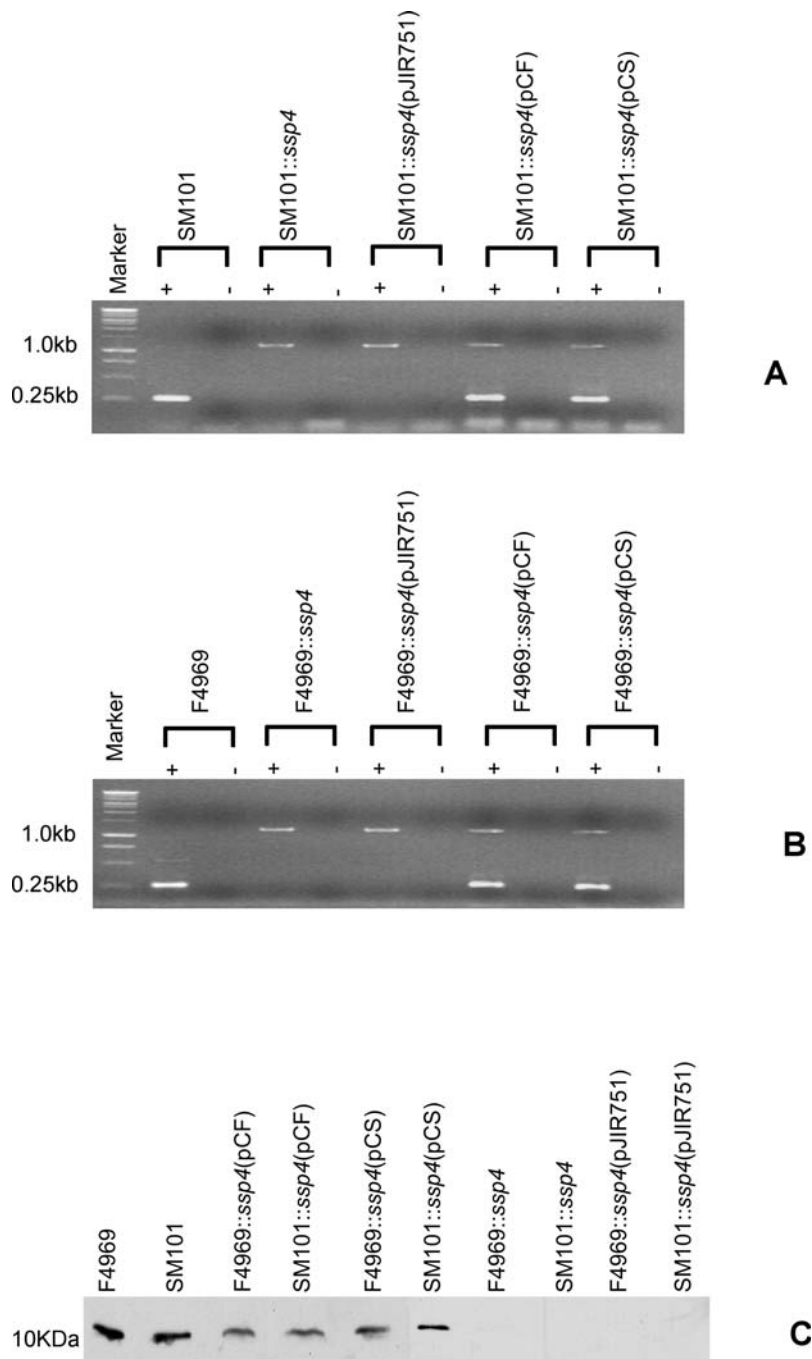 Marker
SM101
SM101::ssp4
SM101::ssp4(pJIR751)
SM101::ssp4(pCF)
SM101::ssp4(pCS)
+ - + - + - + - + -
1.0kb
0.25kb
A
Marker
F4969
F4969::ssp4
F4969::ssp4(pJIR751)
F4969::ssp4(pCF)
F4969::ssp4(pCS)
+ - + - + - + - + -
1.0kb
0.25kb
B
F4969
SM101
F4969::ssp4(pCF)
SM101::ssp4(pCF)
F4969::ssp4(pCS)
SM101::ssp4(pCS)
F4969::ssp4
SM101::ssp4
F4969::ssp4(pJIR751)
SM101::ssp4(pJIR751)
10KDa
C